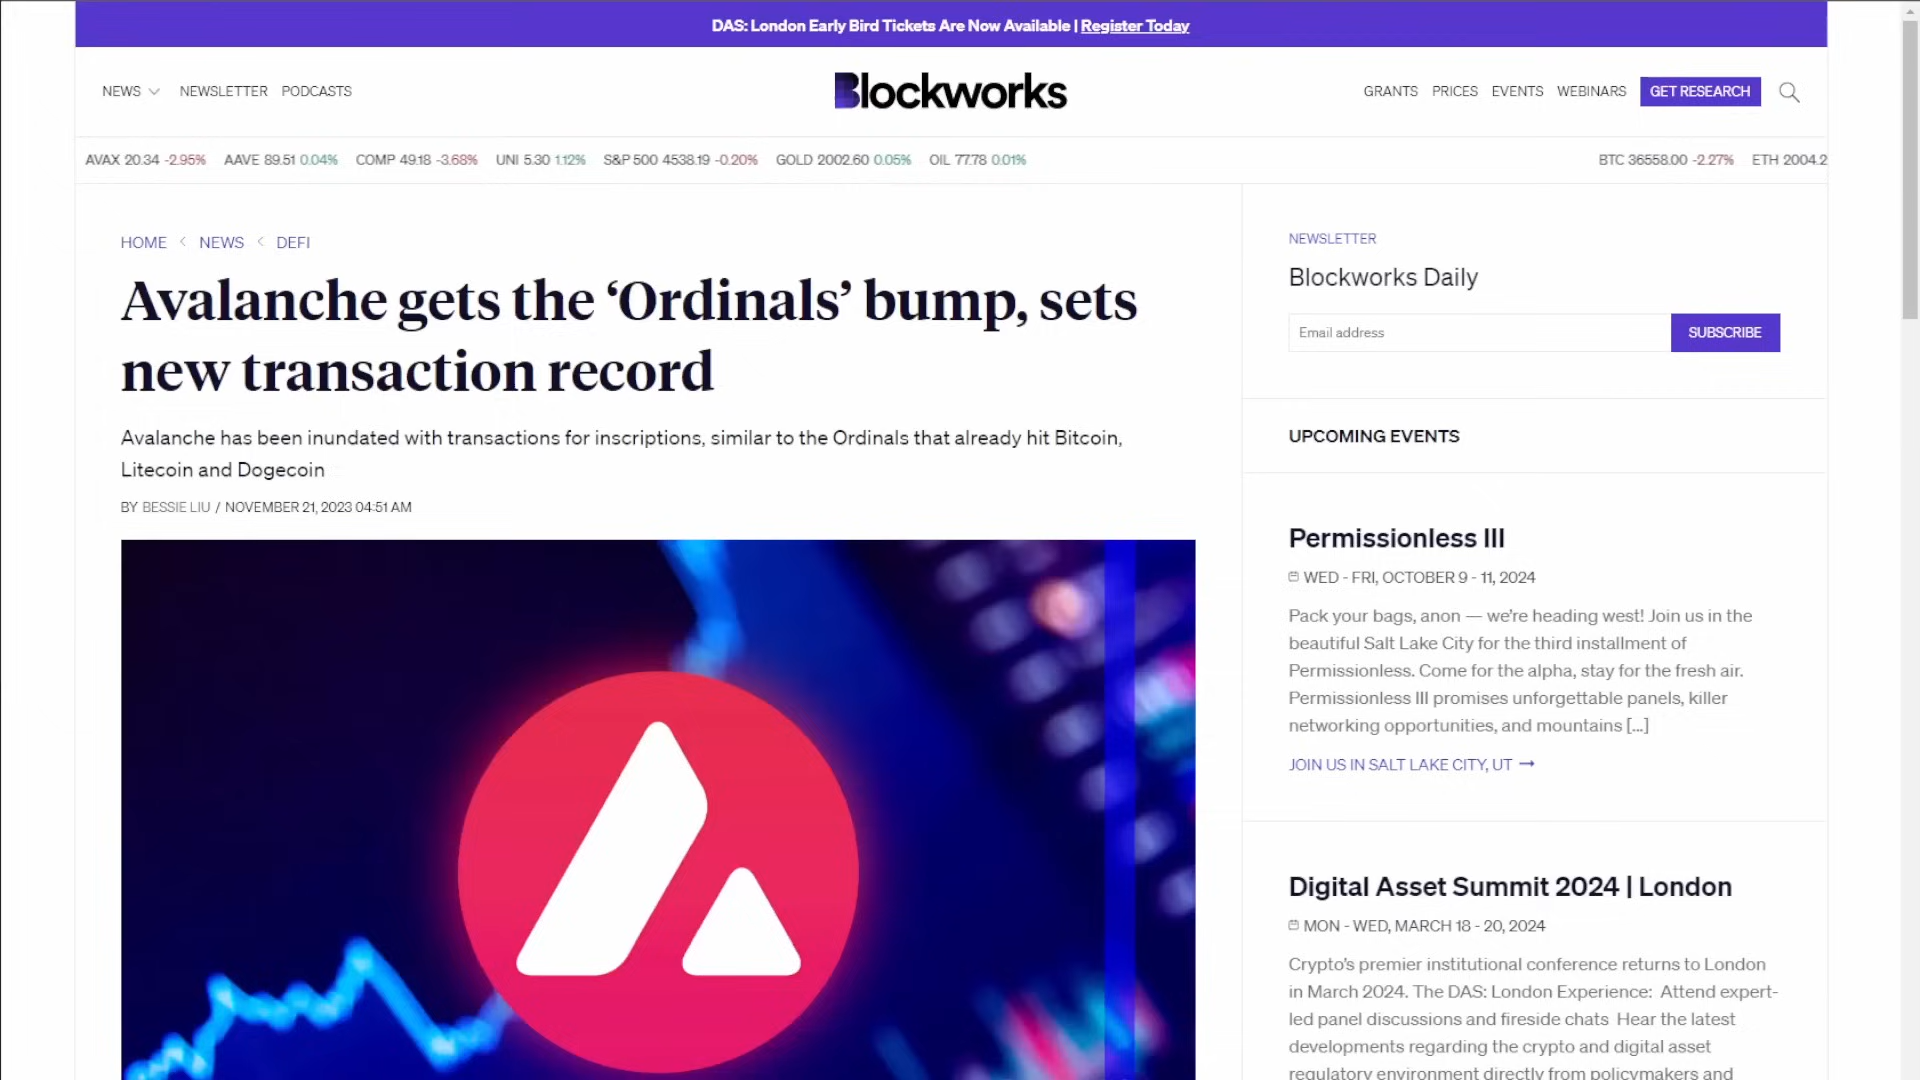 DAS: London Early Bird Tickets Are Now Available | Register Today
NEWS NEWSLETTER PODCASTS
Blockworks
GRANTS PRICES EVENTS WEBINARS GET RESEARCH
AVAX 20.34 -2.95% AAVE 89.51 0.04% COMP 49.18 -3.68% UNI 5.30 1.12% S&P 500 4538.19 -0.20% GOLD 2002.60 0.05% OIL 77.78 0.01% BTC 36558.00 -2.27% ETH 2004.2
HOME < NEWS < DEFI
Avalanche gets the ‘Ordinals’ bump, sets
new transaction record
Avalanche has been inundated with transactions for inscriptions, similar to the Ordinals that already hit Bitcoin,
Litecoin and Dogecoin
BY BESSIE LIU / NOVEMBER 21, 2023 04:51 AM
NEWSLETTER
Blockworks Daily
Email address SUBSCRIBE
UPCOMING EVENTS
Permissionless III
WED - FRI, OCTOBER 9 - 11, 2024
Pack your bags, anon — we’re heading west! Join us in the
beautiful Salt Lake City for the third installment of
Permissionless. Come for the alpha, stay for the fresh air.
Permissionless III promises unforgettable panels, killer
networking opportunities, and mountains [...]
JOIN US IN SALT LAKE CITY, UT →
Digital Asset Summit 2024 | London
MON - WED, MARCH 18 - 20, 2024
Crypto’s premier institutional conference returns to London
in March 2024. The DAS: London Experience: Attend expert-
led panel discussions and fireside chats Hear the latest
developments regarding the crypto and digital asset
regulatory environment directly from policymakers and